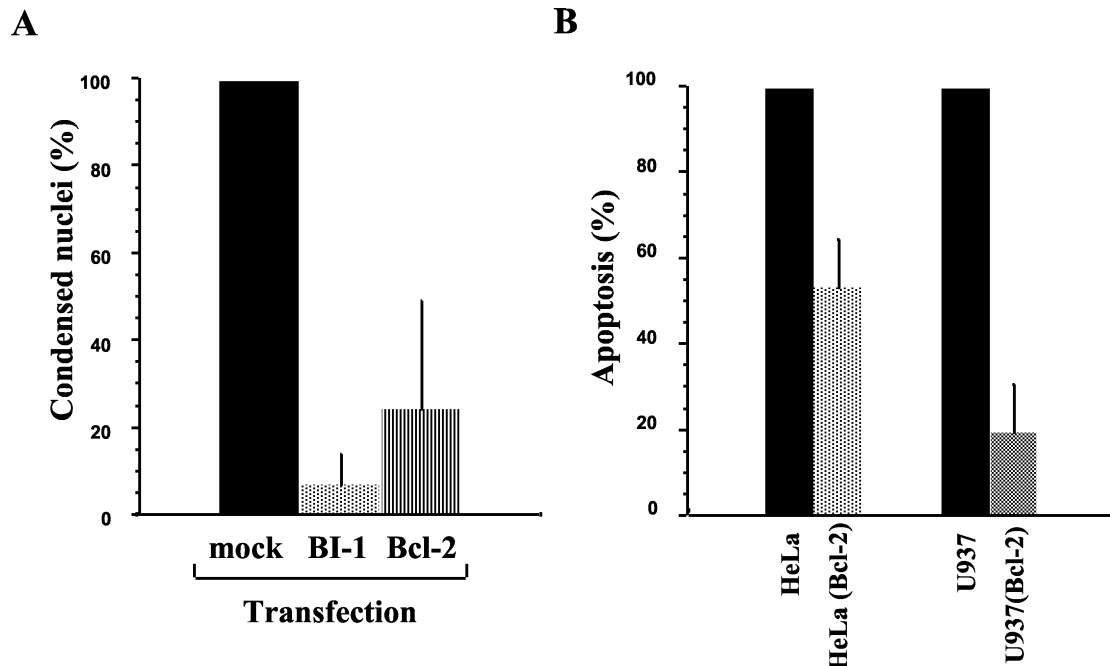 A
Condensed nuclei (%)
100
80
60
40
20
0
mock BI-1 Bcl-2
Transfection
B
Apoptosis (%)
100
80
60
40
20
0
HeLa
HeLa (Bcl-2)
U937
U937(Bcl-2)